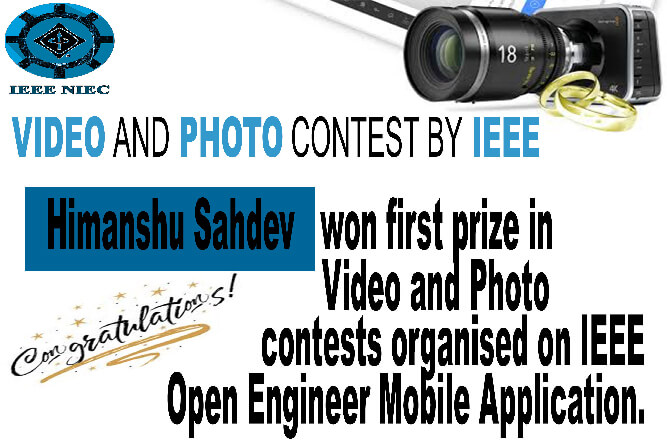 IEEE NIEC
18
4K
VIDEO AND PHOTO CONTEST BY IEEE
Himanshu Sahdev won first prize in
Video and Photo
Congratulations!
contests organised on IEEE
Open Engineer Mobile Application.